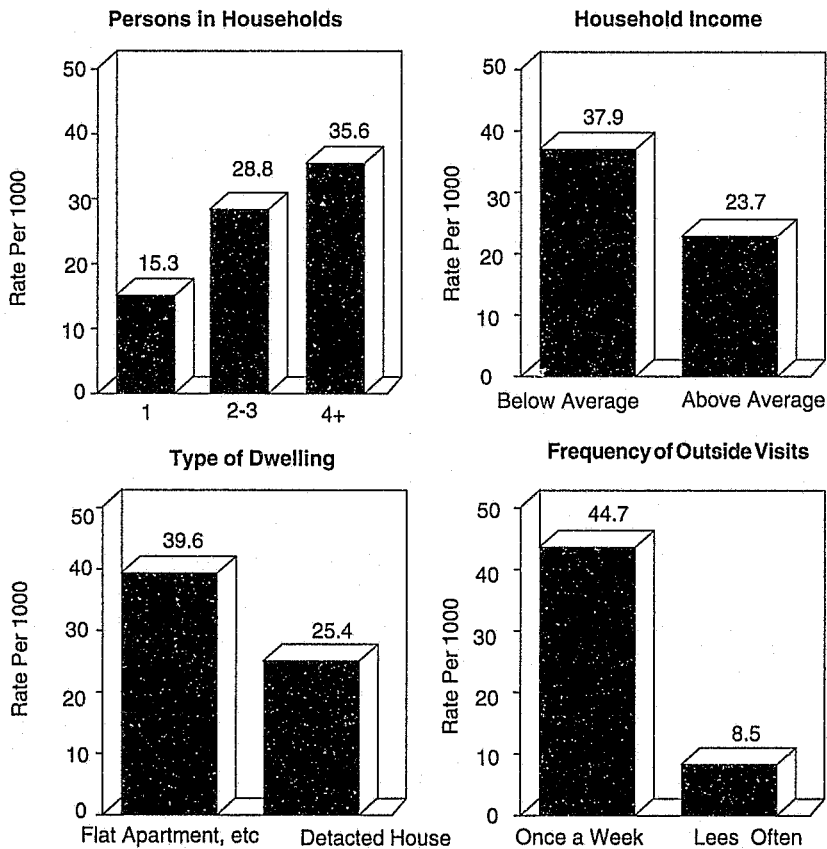 Persons in Households
Rate Per 1000
50
40
30
20
10
0
15.3
28.8
35.6
1
2-3
4+
Household Income
Rate Per 1000
50
40
30
20
10
0
37.9
23.7
Below Average
Above Average
Type of Dwelling
Rate Per 1000
50
40
30
20
10
0
39.6
25.4
Flat Apartment, etc
Detacted House
Frequency of Outside Visits
Rate Per 1000
50
40
30
20
10
0
44.7
8.5
Once a Week
Lees Often